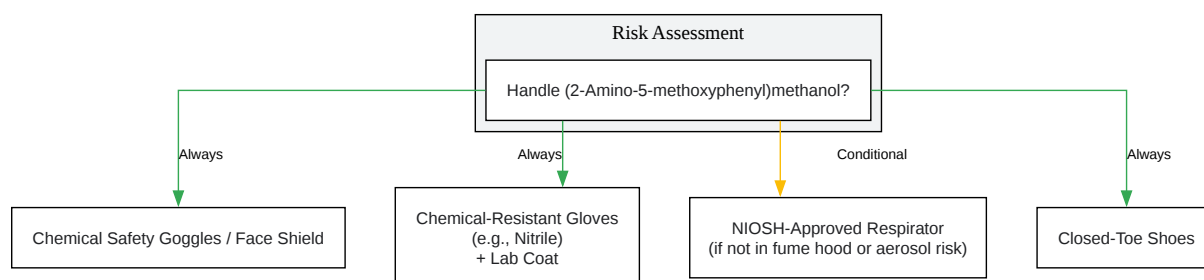 Risk Assessment
Handle (2-Amino-5-methoxyphenyl)methanol?
Always
Always
Conditional
Always
Chemical Safety Goggles / Face Shield
Chemical-Resistant Gloves
(e.g., Nitrile)
+ Lab Coat
NIOSH-Approved Respirator
(if not in fume hood or aerosol risk)
Closed-Toe Shoes